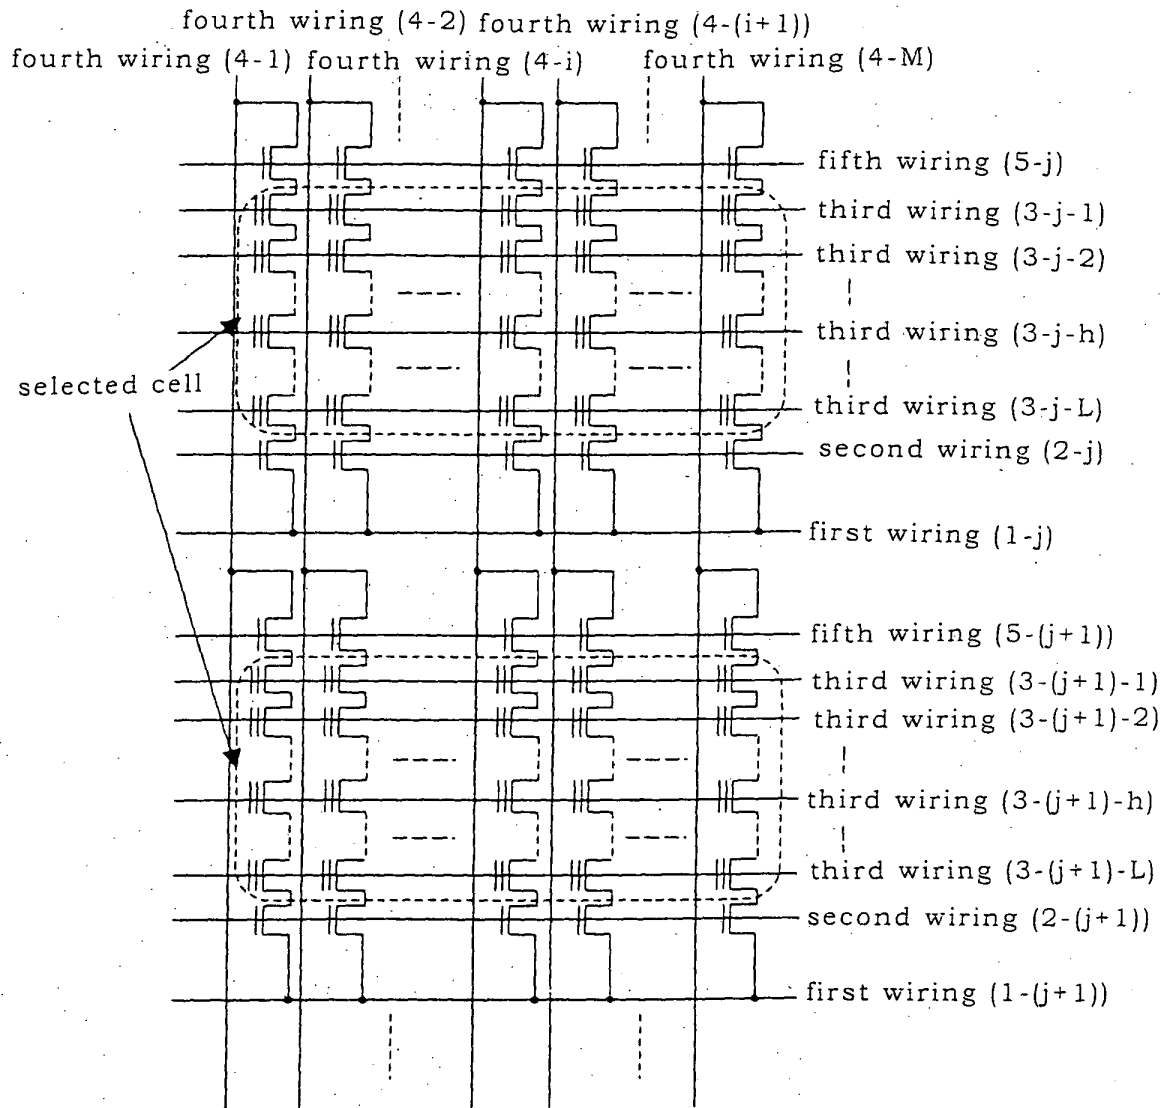 fourth wiring (4-2) fourth wiring (4-(i+1))
fourth wiring (4-1) fourth wiring (4-i) fourth wiring (4-M)
fifth wiring (5-j)
third wiring (3-j-1)
third wiring (3-j-2)
third wiring (3-j-h)
selected cell
third wiring (3-j-L)
second wiring (2-j)
first wiring (1-j)
fifth wiring (5-(j+1))
third wiring (3-(j+1)-1)
third wiring (3-(j+1)-2)
third wiring (3-(j+1)-h)
third wiring (3-(j+1)-L)
second wiring (2-(j+1))
first wiring (1-(j+1))